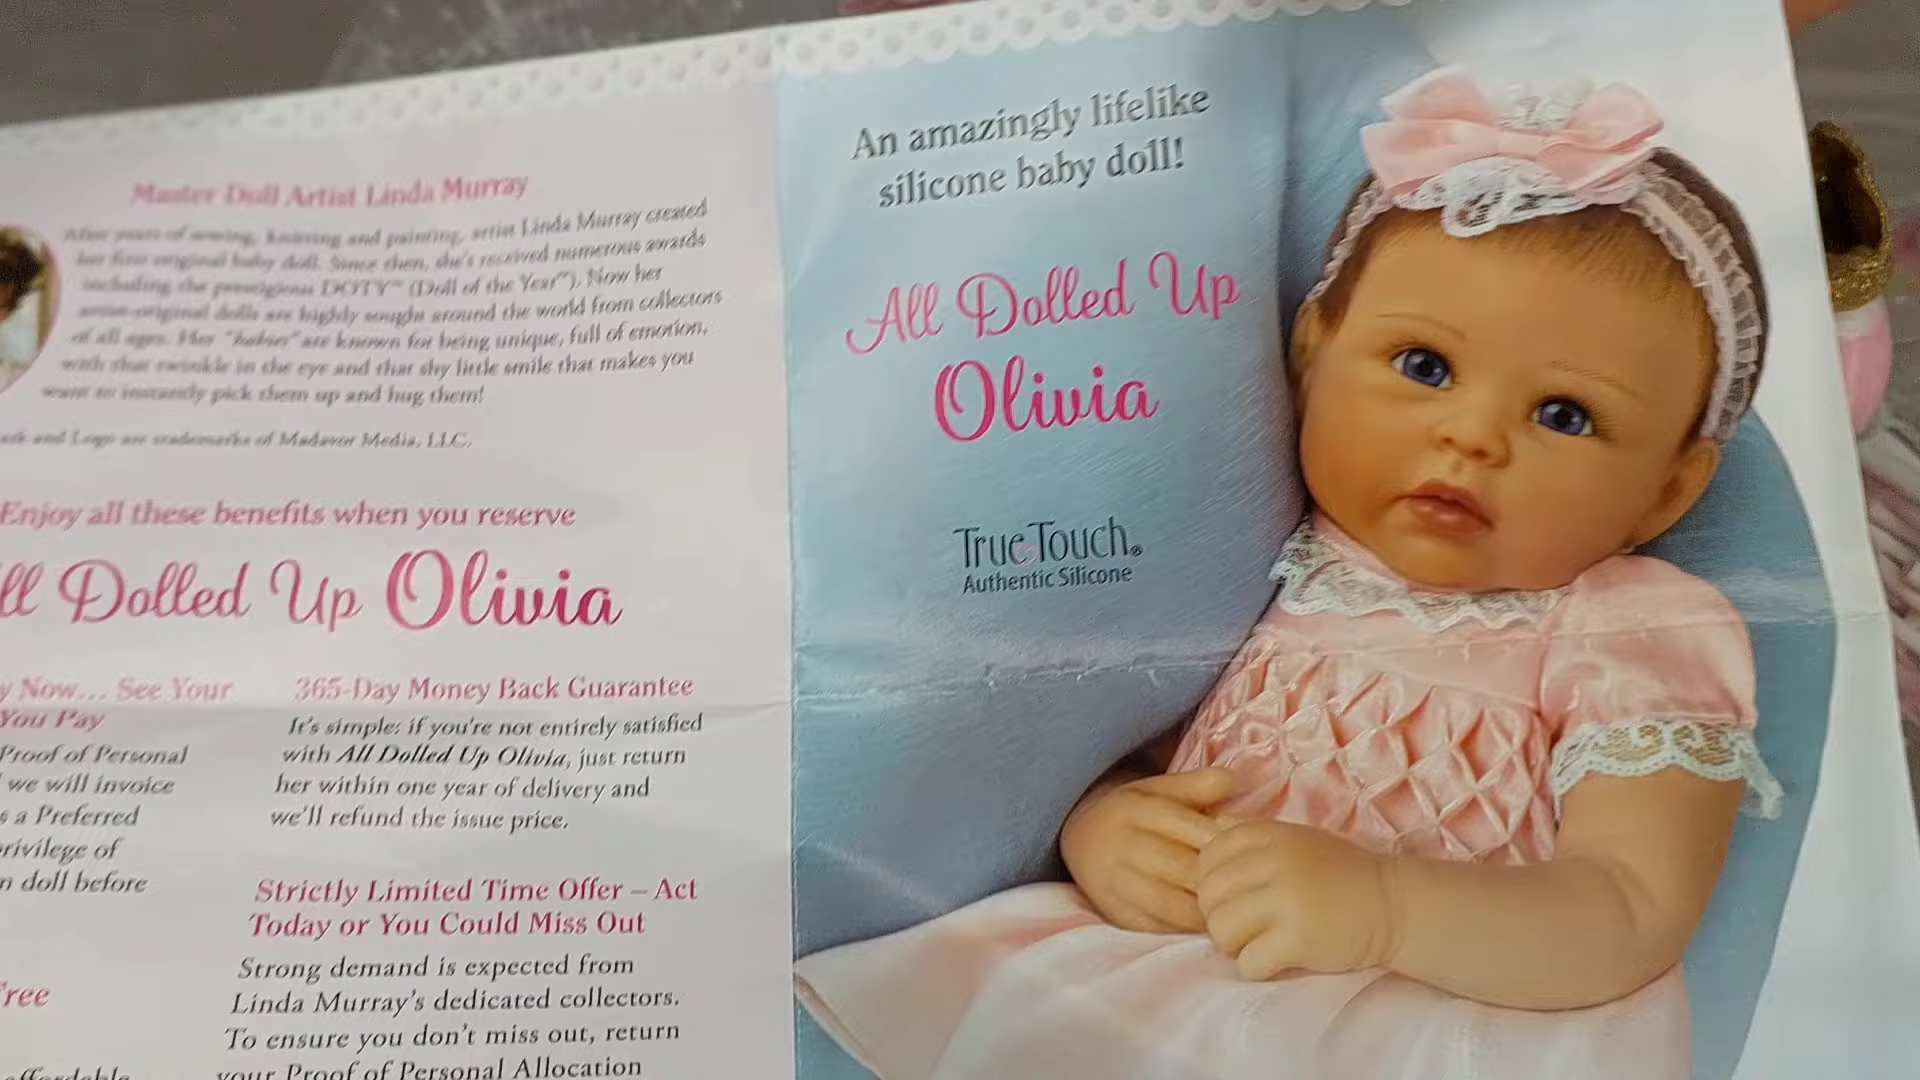 Master Doll Artist Linda Murray
After years of sewing, knitting and painting, artist Linda Murray created
her first original baby doll. Since then, she's received numerous awards
including the prestigious DOTY™ (Doll of the Year™). Now her
artist-original dolls are highly sought around the world from collectors
of all ages. Her "babies" are known for being unique, full of emotion,
with that twinkle in the eye and that shy little smile that makes you
want to instantly pick them up and hug them!
and Logo are trademarks of Madavor Media, LLC.
Enjoy all these benefits when you reserve
ll Dolled Up Olivia
y Now... See Your
You Pay
Proof of Personal
we will invoice
s a Preferred
rivilege of
n doll before
ree
affordable
365-Day Money Back Guarantee
It's simple: if you're not entirely satisfied
with All Dolled Up Olivia, just return
her within one year of delivery and
we'll refund the issue price.
Strictly Limited Time Offer – Act
Today or You Could Miss Out
Strong demand is expected from
Linda Murray's dedicated collectors.
To ensure you don't miss out, return
your Proof of Personal Allocation
An amazingly lifelike
silicone baby doll!
All Dolled Up
Olivia
TrueTouch®
Authentic Silicone